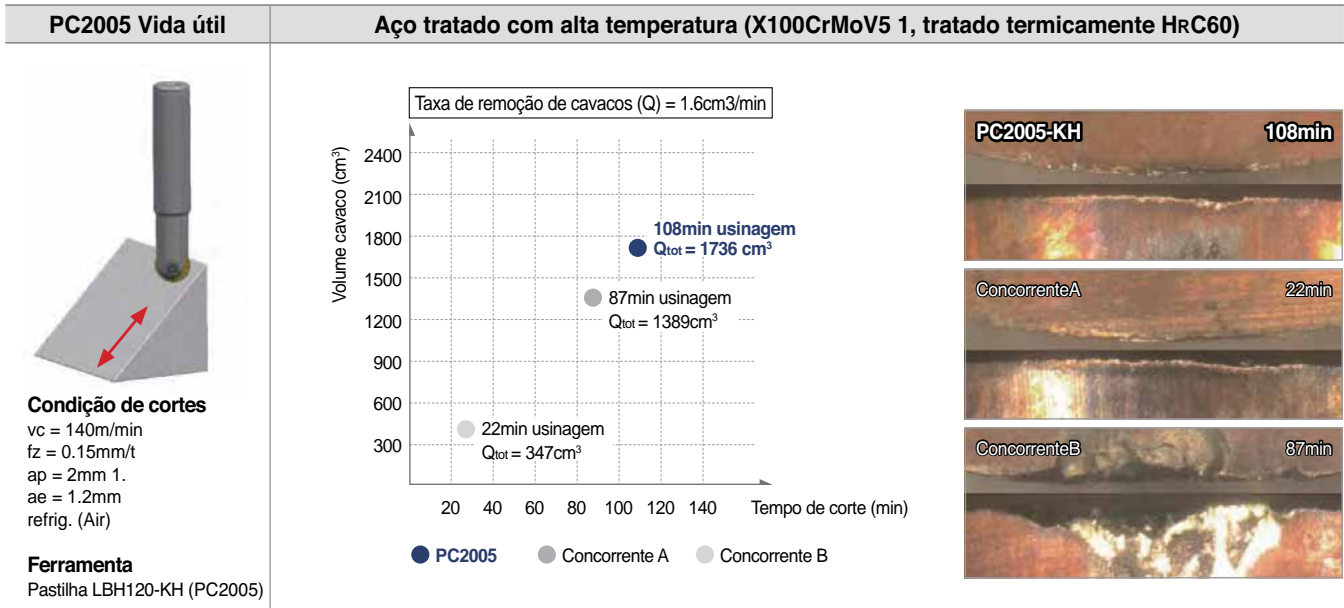 PC2005 Vida útil
Aço tratado com alta temperatura (X100CrMoV5 1, tratado termicamente HRC60)
Condição de cortes
vc = 140m/min
fz = 0.15mm/t
ap = 2mm 1.
ae = 1.2mm
refrig. (Air)
Ferramenta
Pastilha LBH120-KH (PC2005)
Taxa de remoção de cavacos (Q) = 1.6cm3/min
Volume cavaco (cm³)
2400
2100
1800
1500
1200
900
600
300
108min usinagem
Qtot = 1736 cm³
87min usinagem
Qtot = 1389cm³
22min usinagem
Qtot = 347cm³
20 40 60 80 100 120 140 Tempo de corte (min)
PC2005 Concorrente A Concorrente B
PC2005-KH 108min
ConcorrenteA 22min
ConcorrenteB 87min